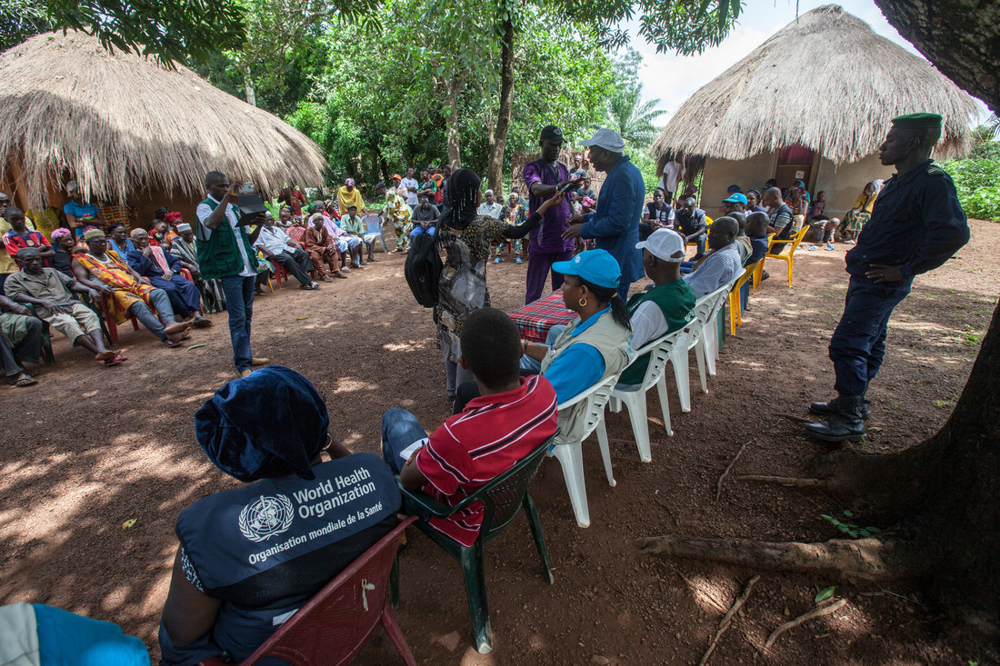 World Health
Organization
Organisation mondiale de la Santé